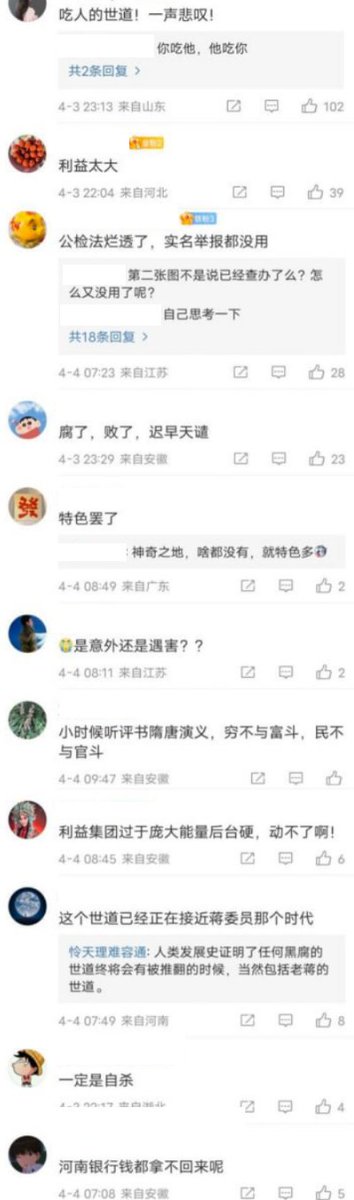 吃人的世道！一声悲叹！
你吃他，他吃你
共2条回复 >
4-3 23:13 来自山东 102
利益太大
4-3 22:04 来自河北 39
公检法烂透了，实名举报都没用
第二张图不是说已经查办了么？怎
么又没用了呢？
自己思考一下
共18条回复 >
4-4 07:23 来自江苏 28
腐了，败了，迟早天谴
4-3 23:29 来自安徽 23
特色罢了
: 神奇之地，啥都没有，就特色多
4-4 08:49 来自广东 2
是意外还是遇害？？
4-4 08:11 来自江苏 2
小时候听评书隋唐演义，穷不与富斗，民不
与官斗
4-4 09:47 来自安徽
利益集团过于庞大能量后台硬，动不了啊！
4-4 08:45 来自安徽 6
这个世道已经正在接近蒋委员那个时代
怜天理难容通: 人类发展史证明了任何黑腐的
世道终将会有被推翻的时候，当然包括老蒋的
世道。
4-4 07:49 来自河南 8
一定是自杀
4-3 22:17 来自湖北 4
河南银行钱都拿不回来呢
4-4 07:08 来自安徽 5